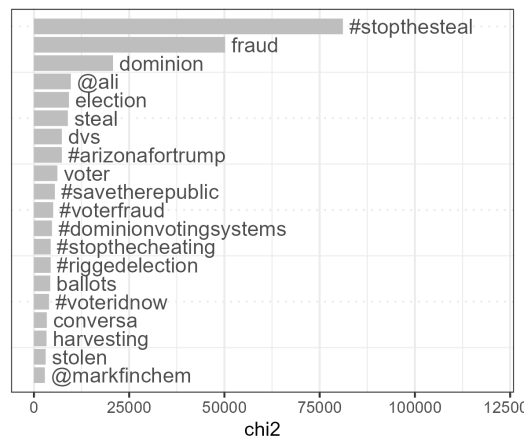 #stopthesteal
fraud
dominion
@ali
election
steal
dvs
#arizonafortrump
voter
#savetherepublic
#voterfraud
#dominionvotingsystems
#stopthecheating
#riggedelection
ballots
#voteridnow
conversa
harvesting
stolen
@markfinchem
0 25000 50000 75000 100000 12500
chi2